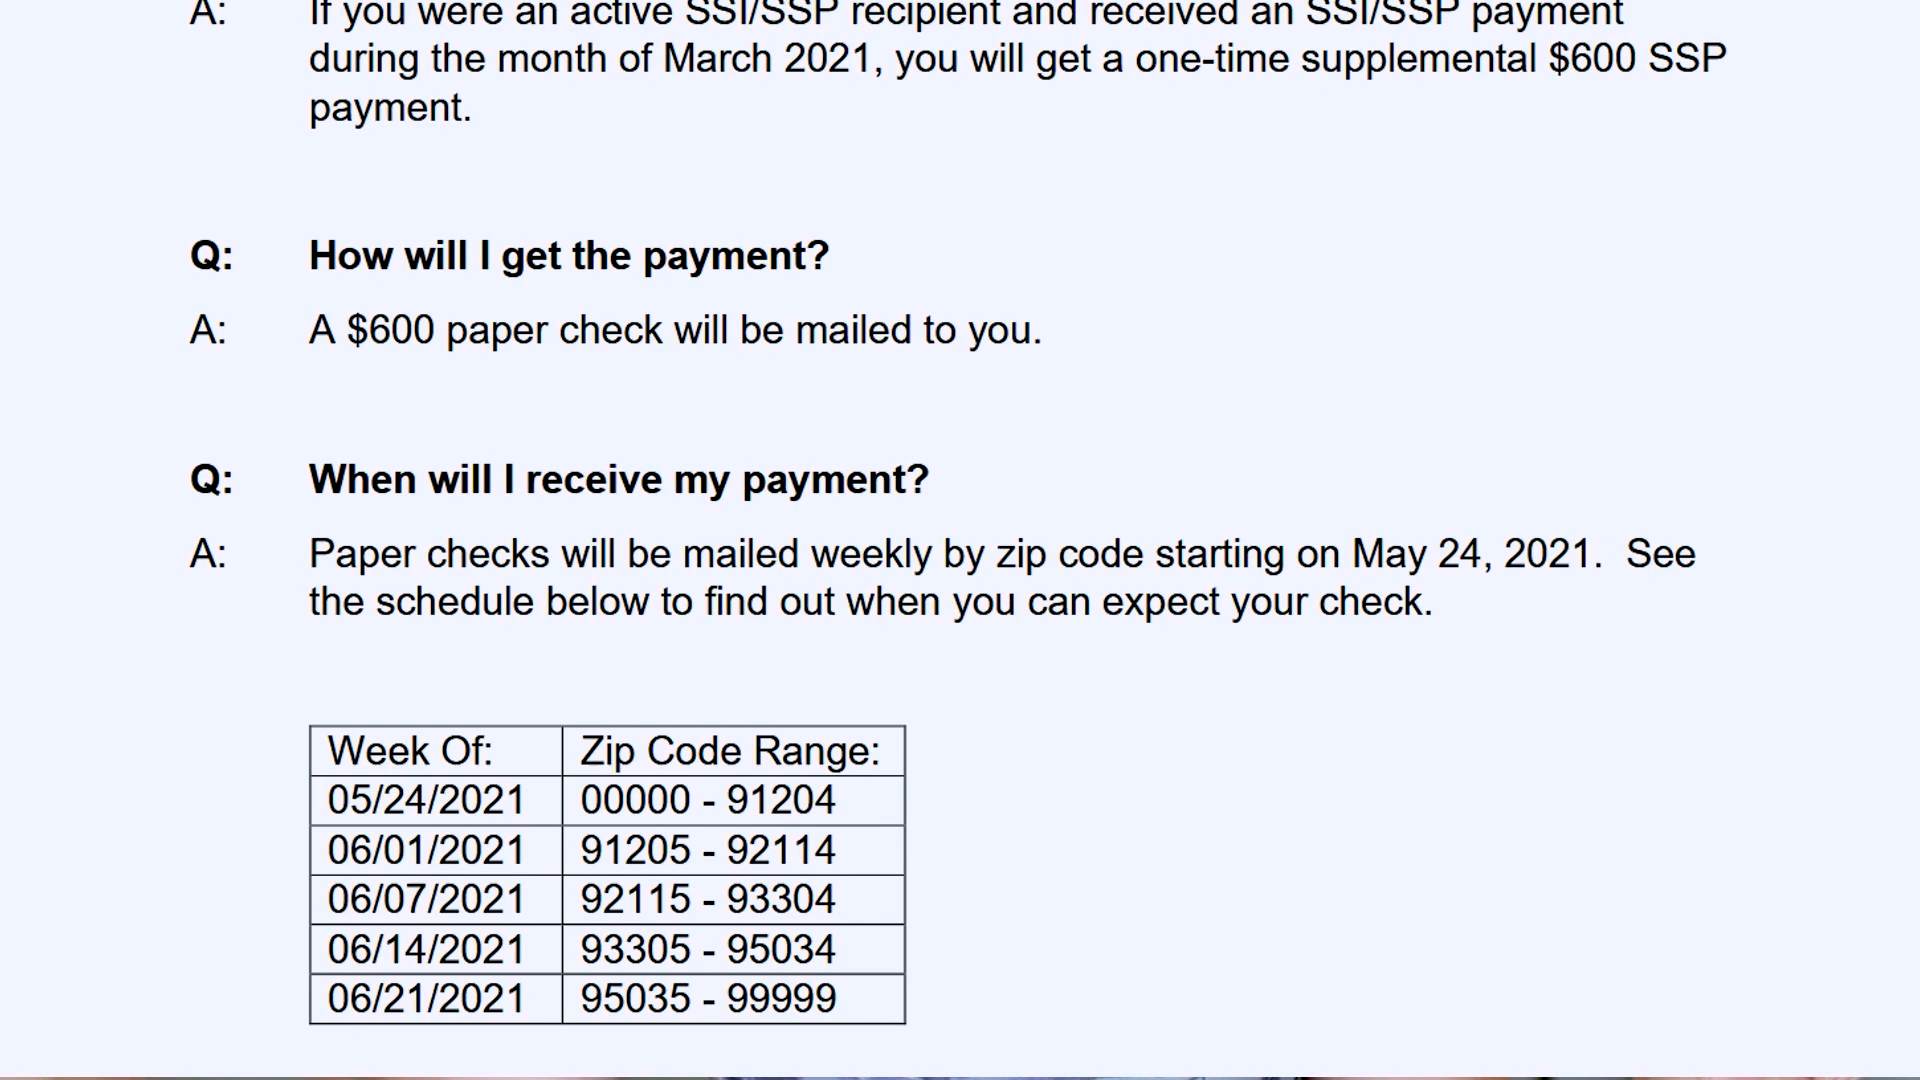 A: If you were an active SSI/SSP recipient and received an SSI/SSP payment
during the month of March 2021, you will get a one-time supplemental $600 SSP
payment.
Q: How will I get the payment?
A: A $600 paper check will be mailed to you.
Q: When will I receive my payment?
A: Paper checks will be mailed weekly by zip code starting on May 24, 2021.  See
the schedule below to find out when you can expect your check.
Week Of: Zip Code Range:
05/24/2021 00000 - 91204
06/01/2021 91205 - 92114
06/07/2021 92115 - 93304
06/14/2021 93305 - 95034
06/21/2021 95035 - 99999